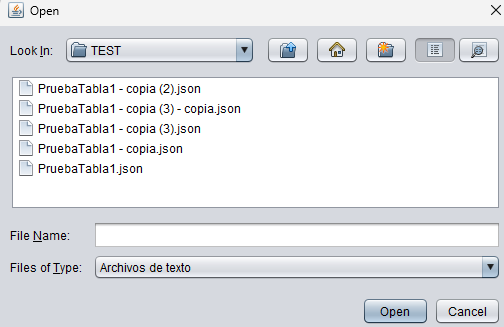 Open
Look In: TEST
PruebaTabla1 - copia (2).json
PruebaTabla1 - copia (3) - copia.json
PruebaTabla1 - copia (3).json
PruebaTabla1 - copia.json
PruebaTabla1.json
File Name:
Files of Type: Archivos de texto
Open Cancel